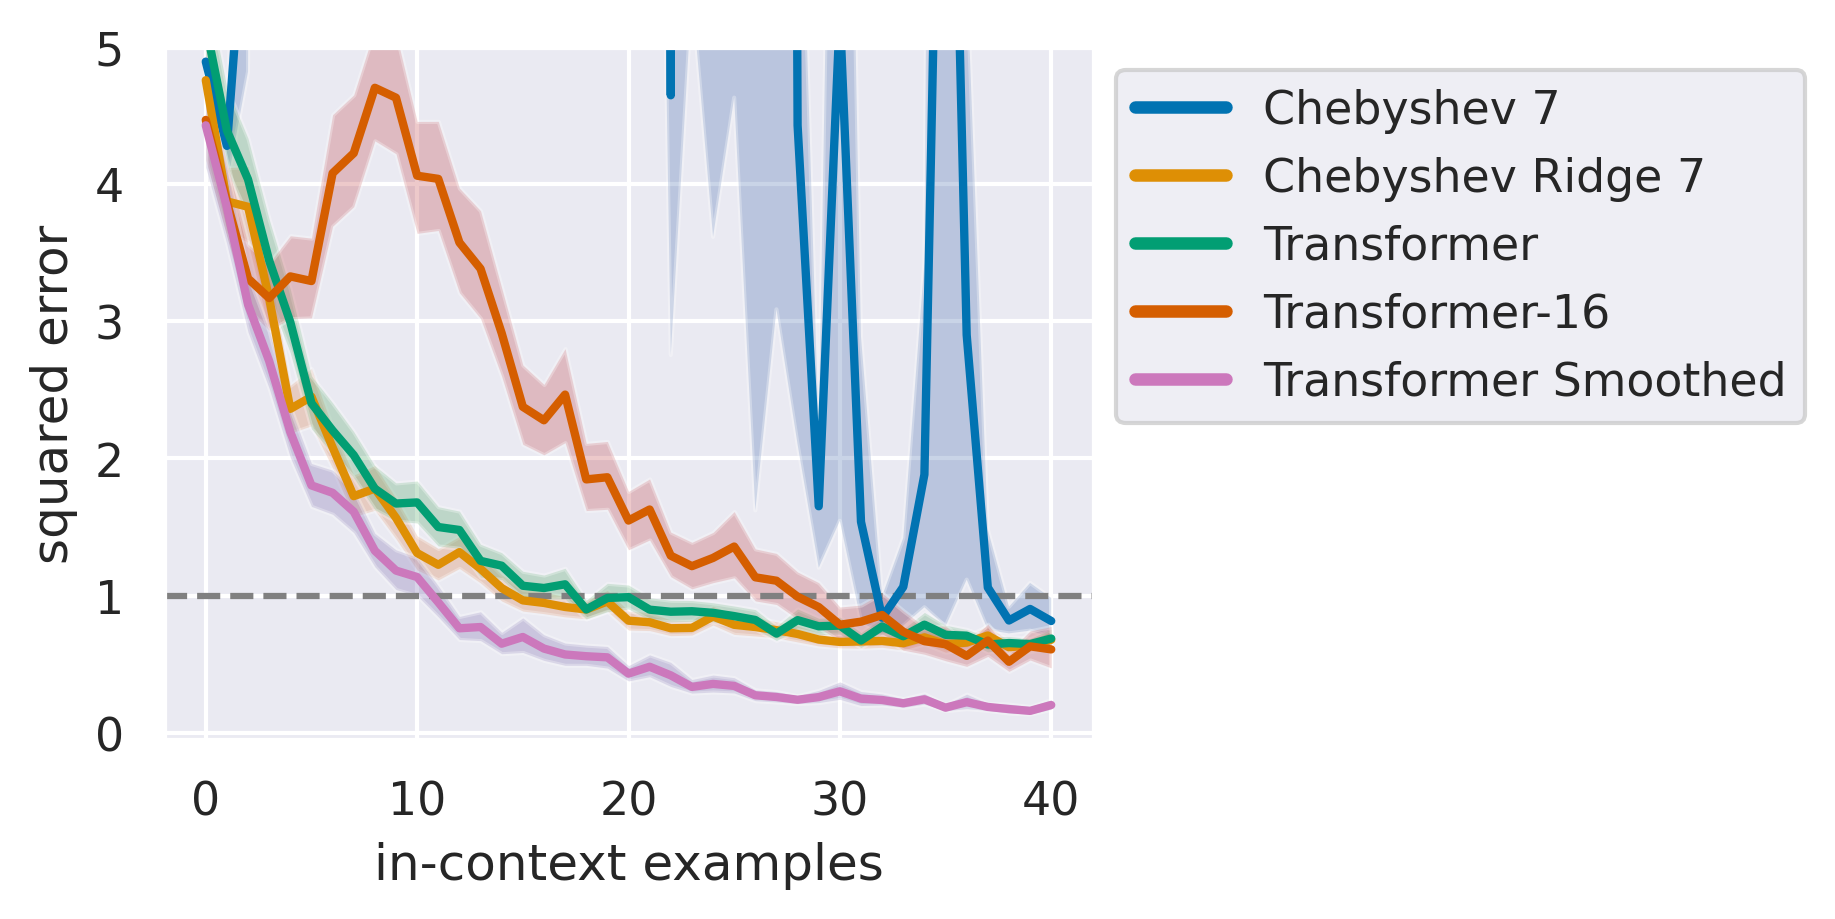 5
4
3
2
1
0
squared error
0 10 20 30 40
in-context examples
Chebyshev 7
Chebyshev Ridge 7
Transformer
Transformer-16
Transformer Smoothed